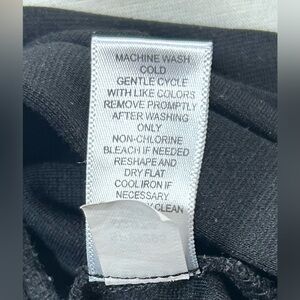 MACHINE WASH
COLD
GENTLE CYCLE
WITH LIKE COLORS
REMOVE PROMPTLY
AFTER WASHING
ONLY
NON-CHLORINE
BLEACH IF NEEDED
RESHAPE AND
DRY FLAT
COOL IRON IF
NECESSARY
CLEAN